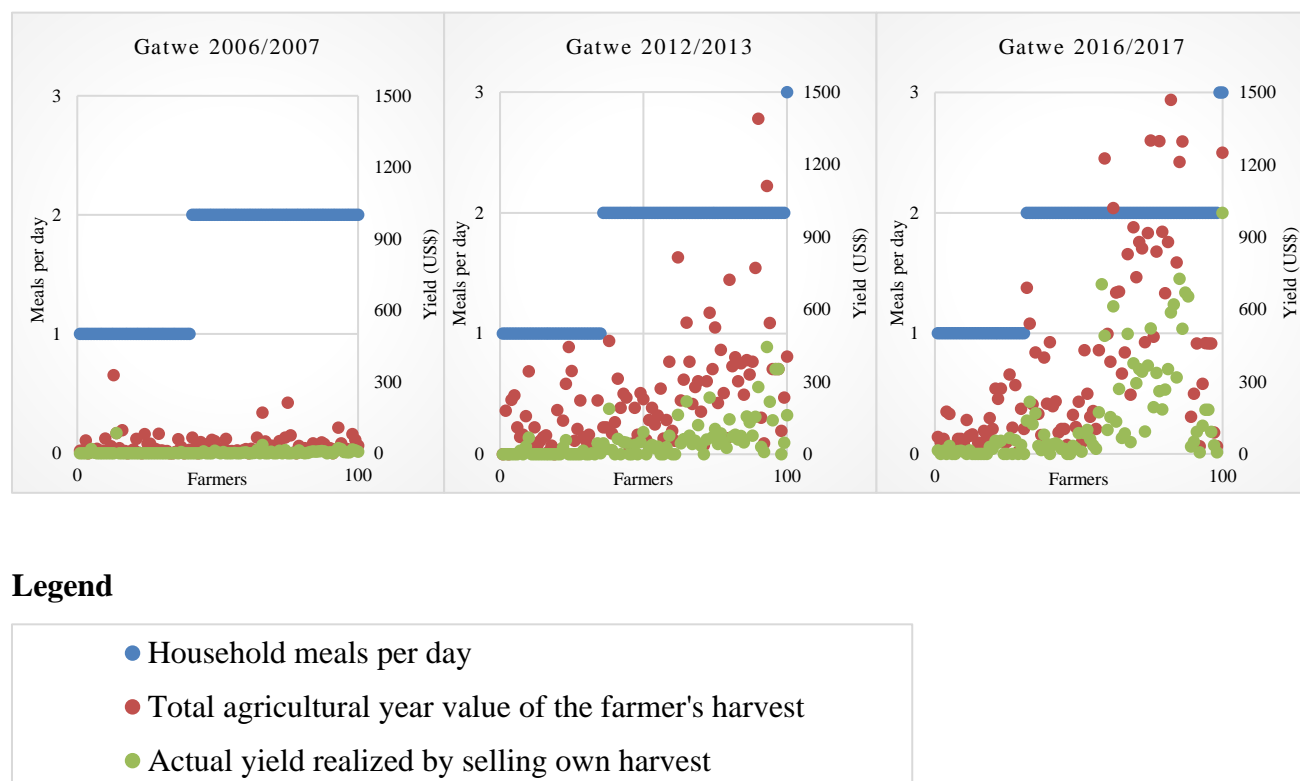 Gatwe 2006/2007
3
2
1
0
Meals per day
1500
1200
900
600
300
0
Yield (US$)
0
Farmers
100
Gatwe 2012/2013
3
2
1
0
Meals per day
1500
1200
900
600
300
0
Yield (US$)
0
Farmers
100
Gatwe 2016/2017
3
2
1
0
Meals per day
1500
1200
900
600
300
0
Yield (US$)
0
Farmers
100
Legend
Household meals per day
Total agricultural year value of the farmer's harvest
Actual yield realized by selling own harvest